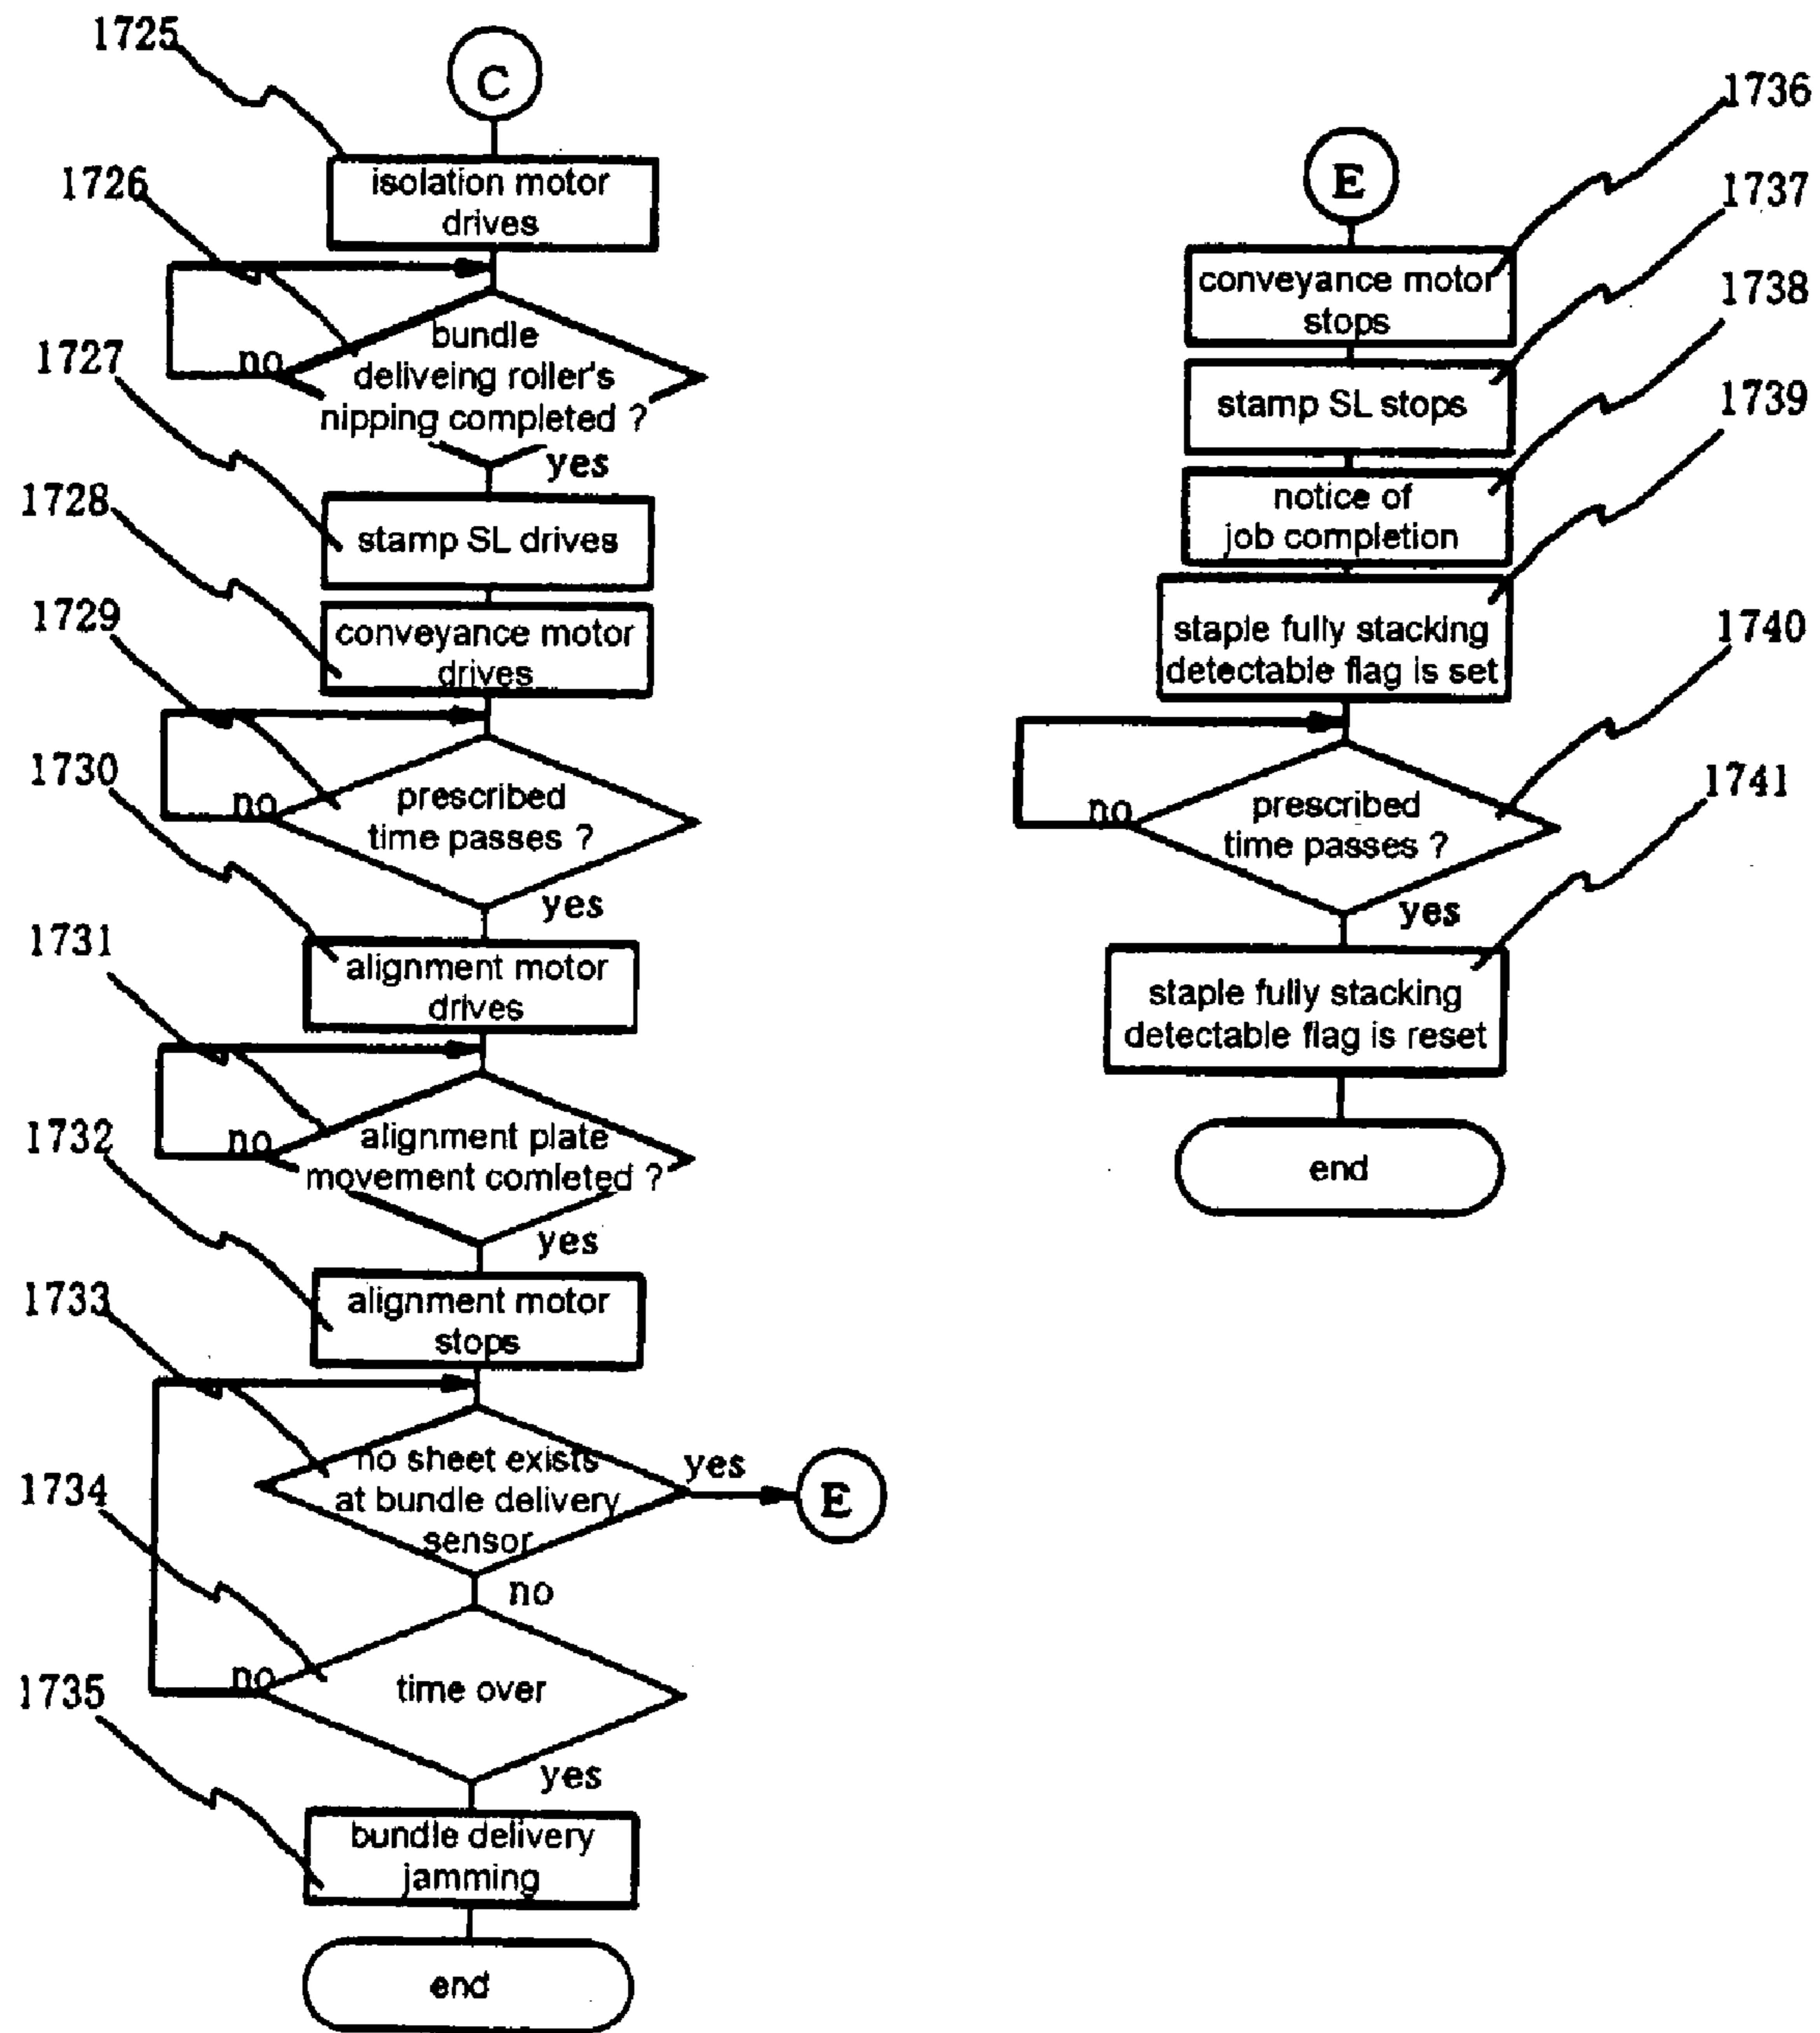 1725
C
isolation motor
drives
1726
bundle
deliveing roller's
nipping completed ?
no
yes
1727
stamp SL drives
1728
conveyance motor
drives
1729
prescribed
time passes ?
no
yes
1730
alignment motor
drives
1731
alignment plate
movement comleted ?
no
yes
1732
alignment motor
stops
1733
no sheet exists
at bundle delivery
sensor
yes
E
no
1734
time over
no
yes
1735
bundle delivery
jamming
end
E
1736
conveyance motor
stops
1737
stamp SL stops
1738
notice of
job completion
1739
staple fully stacking
detectable flag is set
1740
prescribed
time passes ?
no
yes
1741
staple fully stacking
detectable flag is reset
end